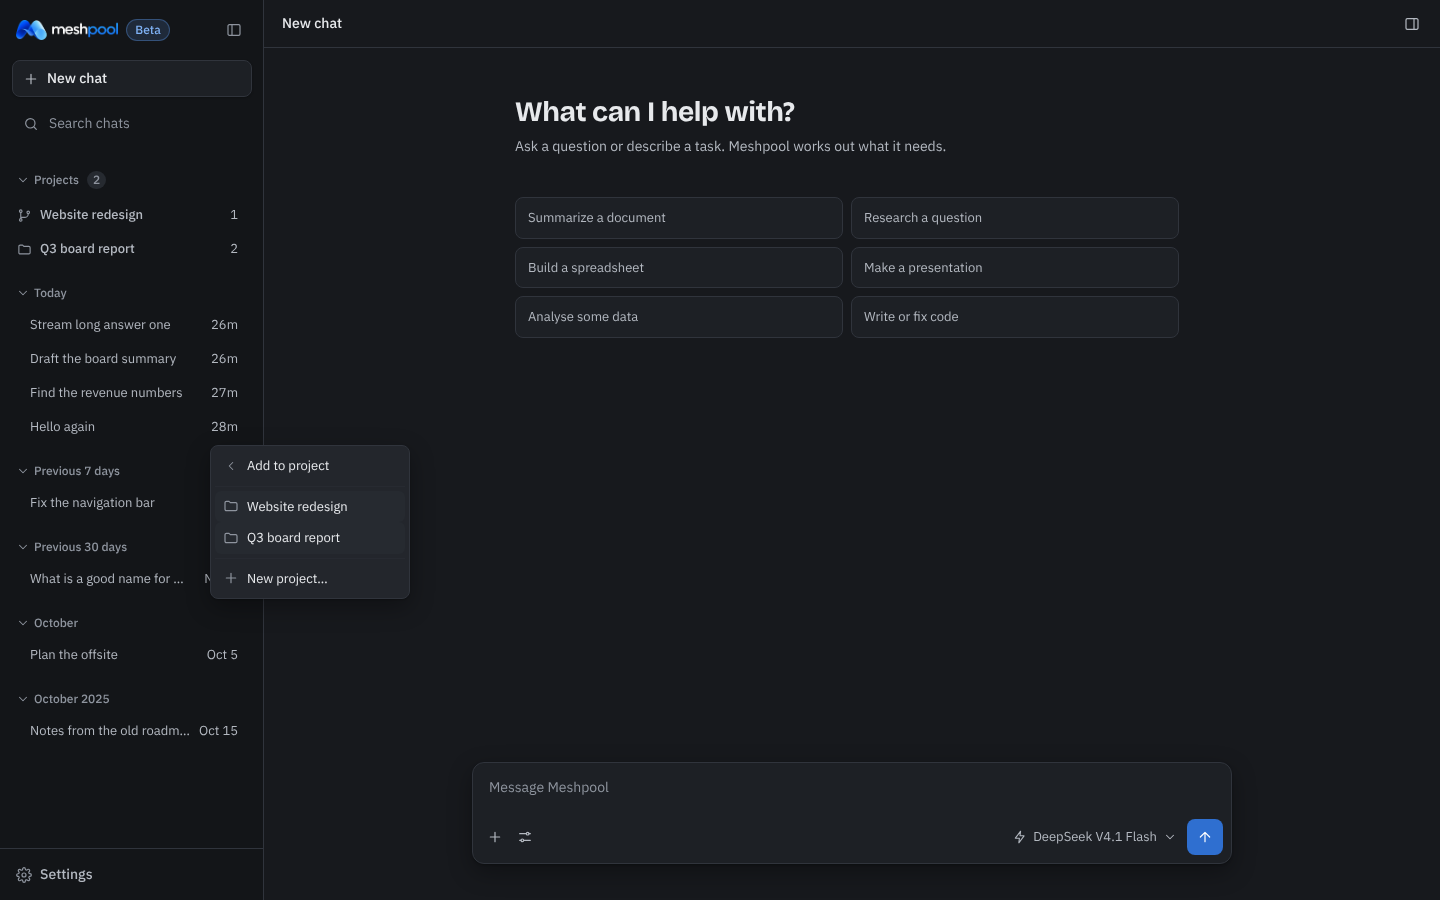 meshpool Beta
New chat
Search chats
Projects 2
Website redesign 1
Q3 board report 2
Today
Stream long answer one 26m
Draft the board summary 26m
Find the revenue numbers 27m
Hello again 28m
Previous 7 days
Fix the navigation bar
Previous 30 days
What is a good name for ...
October
Plan the offsite Oct 5
October 2025
Notes from the old roadm... Oct 15
Settings
Add to project
Website redesign
Q3 board report
New project...
New chat
What can I help with?
Ask a question or describe a task. Meshpool works out what it needs.
Summarize a document
Research a question
Build a spreadsheet
Make a presentation
Analyse some data
Write or fix code
Message Meshpool
DeepSeek V4.1 Flash